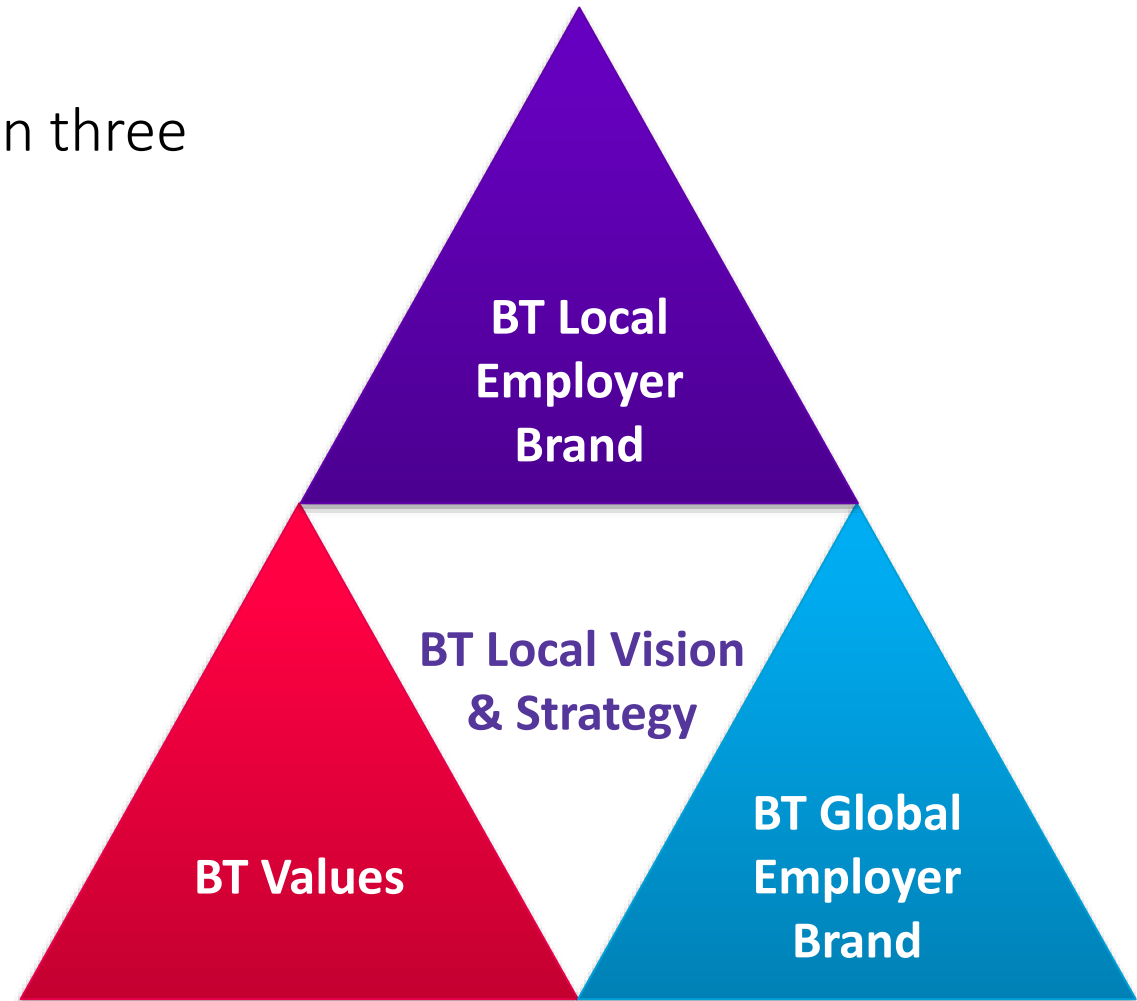 n three
BT Local
Employer
Brand
BT Local Vision
& Strategy
BT Values
BT Global
Employer
Brand